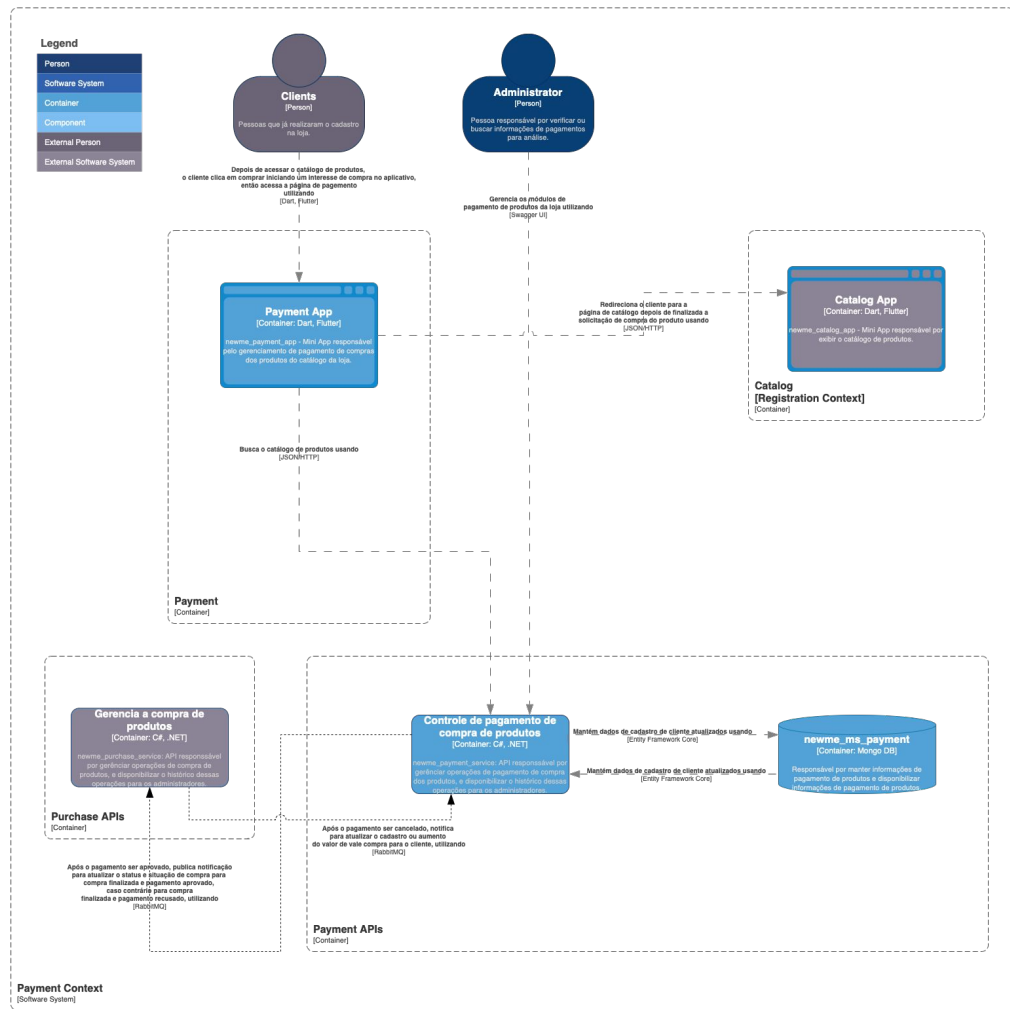 Legend
Person
Software System
Container
Component
External Person
External Software System
Clients
[Person]
Pessoas que já realizaram o cadastro
na loja.
Administrator
[Person]
Pessoa responsável por verificar ou
buscar informações de pagamentos
para análise.
Depois de acessar o catálogo de produtos,
o cliente clica em comprar iniciando um interesse de compra no aplicativo,
então acessa a página de pagemento
utilizando
[Dart, Flutter]
Gerencia os módulos de
pagamento de produtos da loja utilizando
[Swagger UI]
Payment App
[Container: Dart, Flutter]
newme_payment_app - Mini App responsável
pelo gerenciamento de pagamento de compras
dos produtos do catálogo da loja.
Redireciona o cliente para a
página de catálogo depois de finalizada a
solicitação de compra do produto usando
[JSON/HTTP]
Catalog App
[Container: Dart, Flutter]
newme_catalog_app - Mini App responsável por
exibir o catálogo de produtos.
Catalog
[Registration Context]
[Container]
Busca o catálogo de produtos usando
[JSON/HTTP]
Payment
[Container]
Gerencia a compra de
produtos
[Container: C#, .NET]
newme_purchase_service: API responsável
por gerênciar operações de compra de
produtos, e disponibilizar o histórico dessas
operações para os administradores.
Purchase APIs
[Container]
Controle de pagamento de
compra de produtos
[Container: C#, .NET]
newme_payment_service: API responsável por
gerênciar operações de pagamento de compra
dos produtos, e disponibilizar o histórico dessas
operações para os administradores.
Mantém dados de cadastro de cliente atualizados usando
[Entity Framework Core]
Mantém dados de cadastro de cliente atualizados usando
[Entity Framework Core]
newme_ms_payment
[Container: Mongo DB]
Responsável por manter informações de
pagamento de produtos e disponibilizar
informações de pagamento de produtos.
Após o pagamento ser cancelado, notifica
para atualizar o cadastro ou aumento
do valor de vale compra para o cliente, utilizando
[RabbitMQ]
Após o pagamento ser aprovado, publica notificação
para atualizar o status e situação de compra para
compra finalizada e pagamento aprovado,
caso contrário para compra
finalizada e pagamento recusado, utilizando
[RabbitMQ]
Payment APIs
[Container]
Payment Context
[Software System]